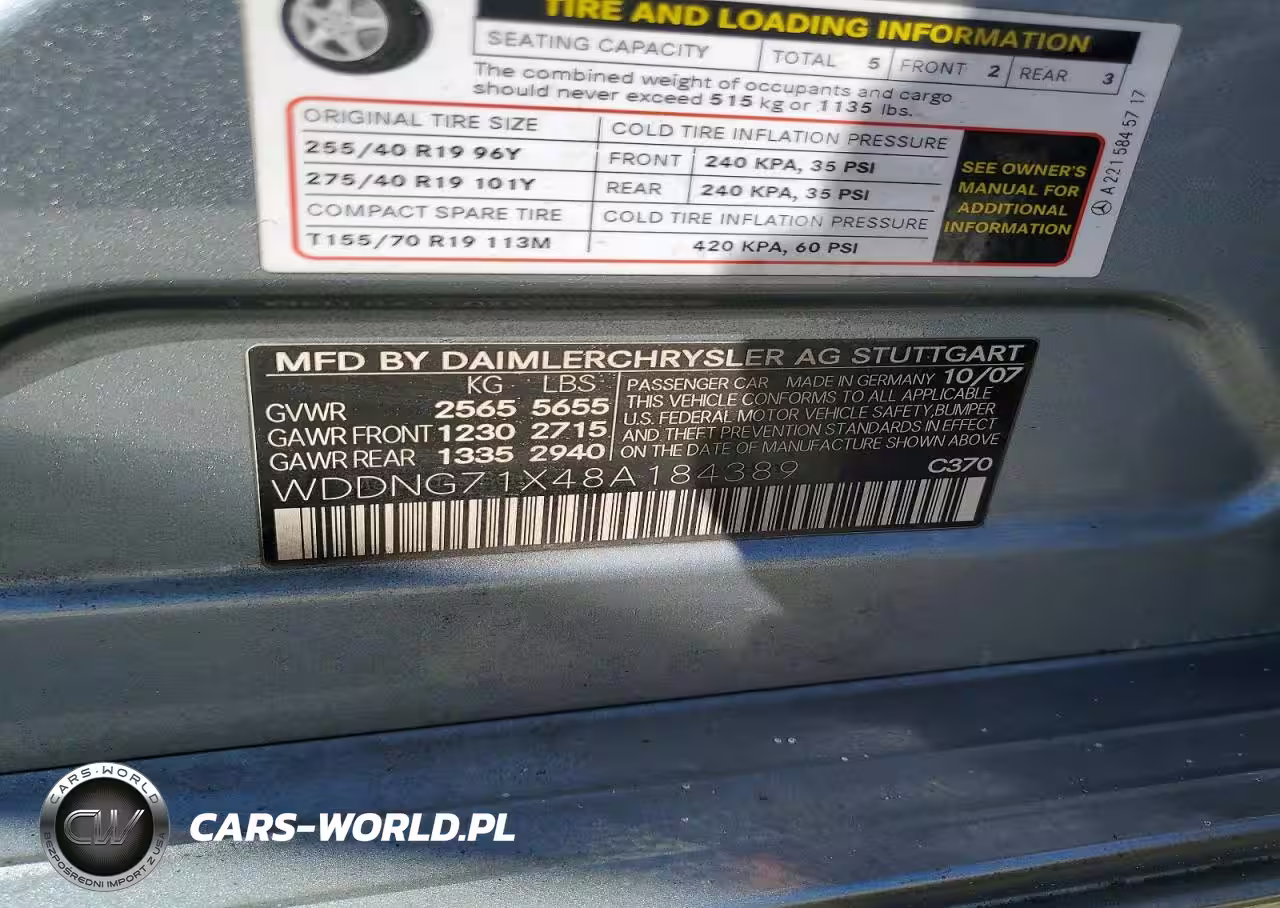 TIRE AND LOADING INFORMATION
SEATING CAPACITY TOTAL 5 FRONT 2 REAR 3
The combined weight of occupants and cargo
should never exceed 515 kg or 1135 lbs.
ORIGINAL TIRE SIZE COLD TIRE INFLATION PRESSURE
255/40 R19 96Y FRONT 240 KPA, 35 PSI
275/40 R19 101Y REAR 240 KPA, 35 PSI
COMPACT SPARE TIRE COLD TIRE INFLATION PRESSURE
T155/70 R19 113M 420 KPA, 60 PSI
SEE OWNER'S
MANUAL FOR
ADDITIONAL
INFORMATION
A 221 584 57 17
MFD BY DAIMLERCHRYSLER AG STUTTGART
KG LBS
GVWR 2565 5655
GAWR FRONT 1230 2715
GAWR REAR 1335 2940
PASSENGER CAR MADE IN GERMANY 10/07
THIS VEHICLE CONFORMS TO ALL APPLICABLE
U.S. FEDERAL MOTOR VEHICLE SAFETY, BUMPER
AND THEFT PREVENTION STANDARDS IN EFFECT
ON THE DATE OF MANUFACTURE SHOWN ABOVE
WDDNG71X48A184389 C370
CARS-WORLD
CW
BEZPOŚREDNI IMPORT Z USA
CARS-WORLD.PL